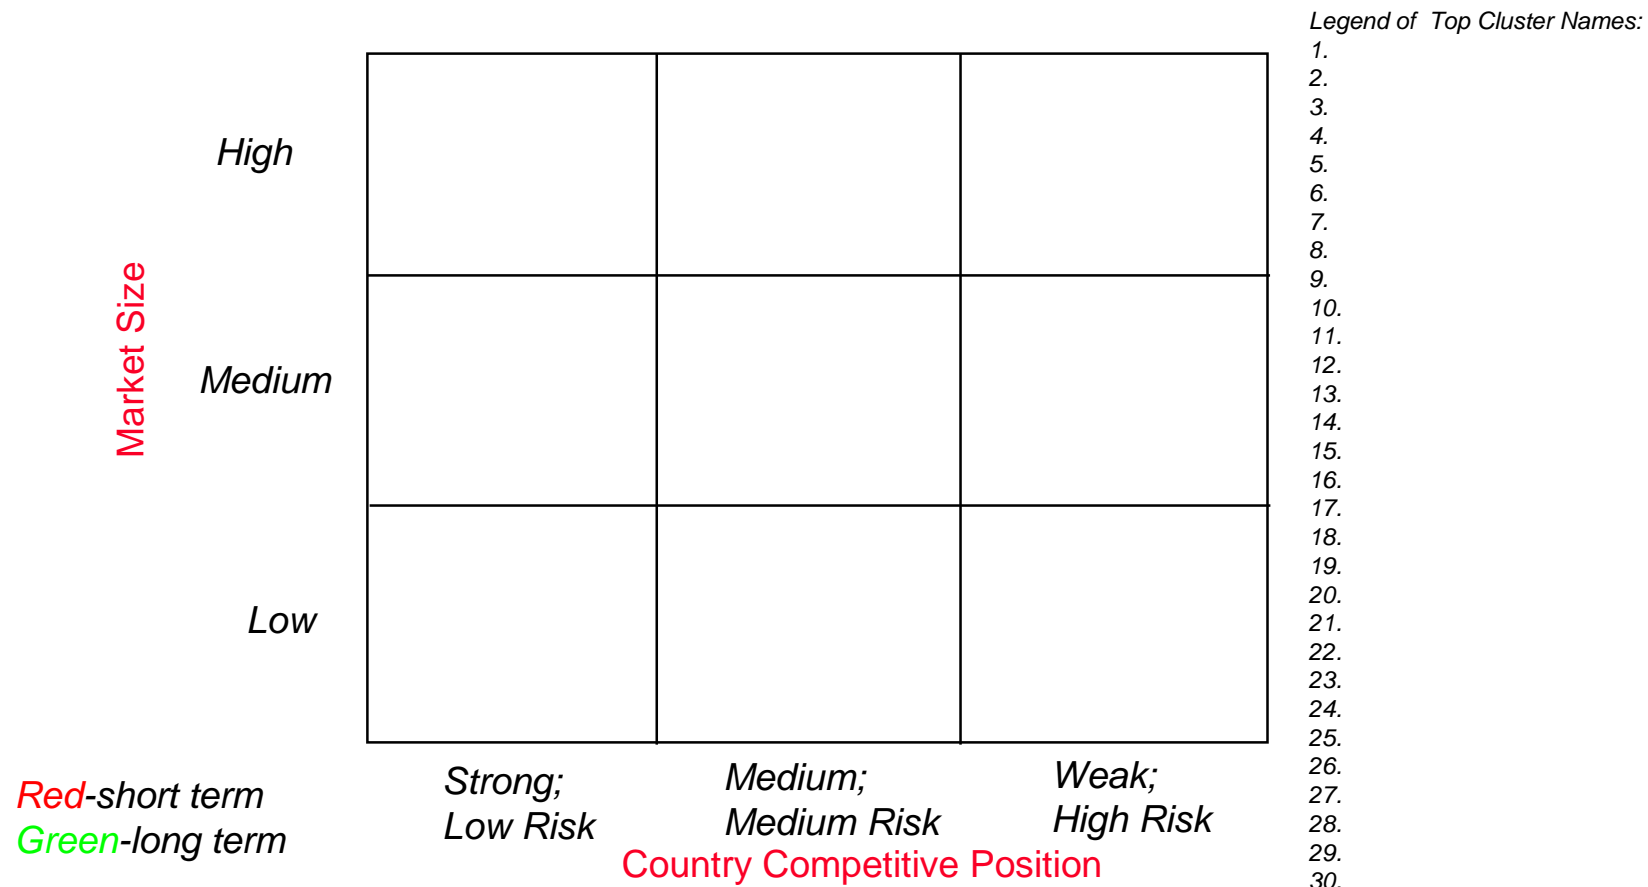 Legend of Top Cluster Names:
1.
2.
3.
4.
5.
6.
7.
8.
9.
10.
11.
12.
13.
14.
15.
16.
17.
18.
19.
20.
21.
22.
23.
24.
25.
26.
27.
28.
29.
30.
High
Market Size
Medium
Low
Red-short term
Green-long term
Strong;
Low Risk
Medium;
Medium Risk
Weak;
High Risk
Country Competitive Position